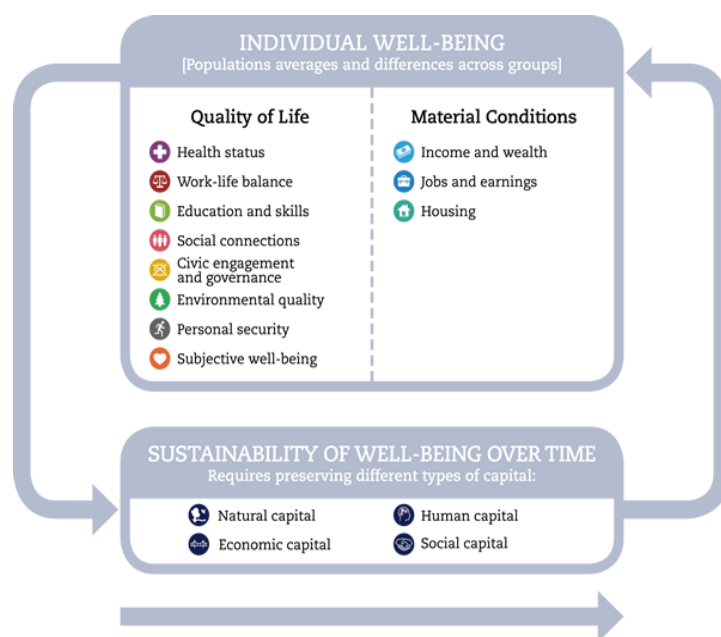 INDIVIDUAL WELL-BEING
[Populations averages and differences across groups]
Quality of Life
Health status
Work-life balance
Education and skills
Social connections
Civic engagement
and governance
Environmental quality
Personal security
Subjective well-being
Material Conditions
Income and wealth
Jobs and earnings
Housing
SUSTAINABILITY OF WELL-BEING OVER TIME
Requires preserving different types of capital:
Natural capital
Economic capital
Human capital
Social capital